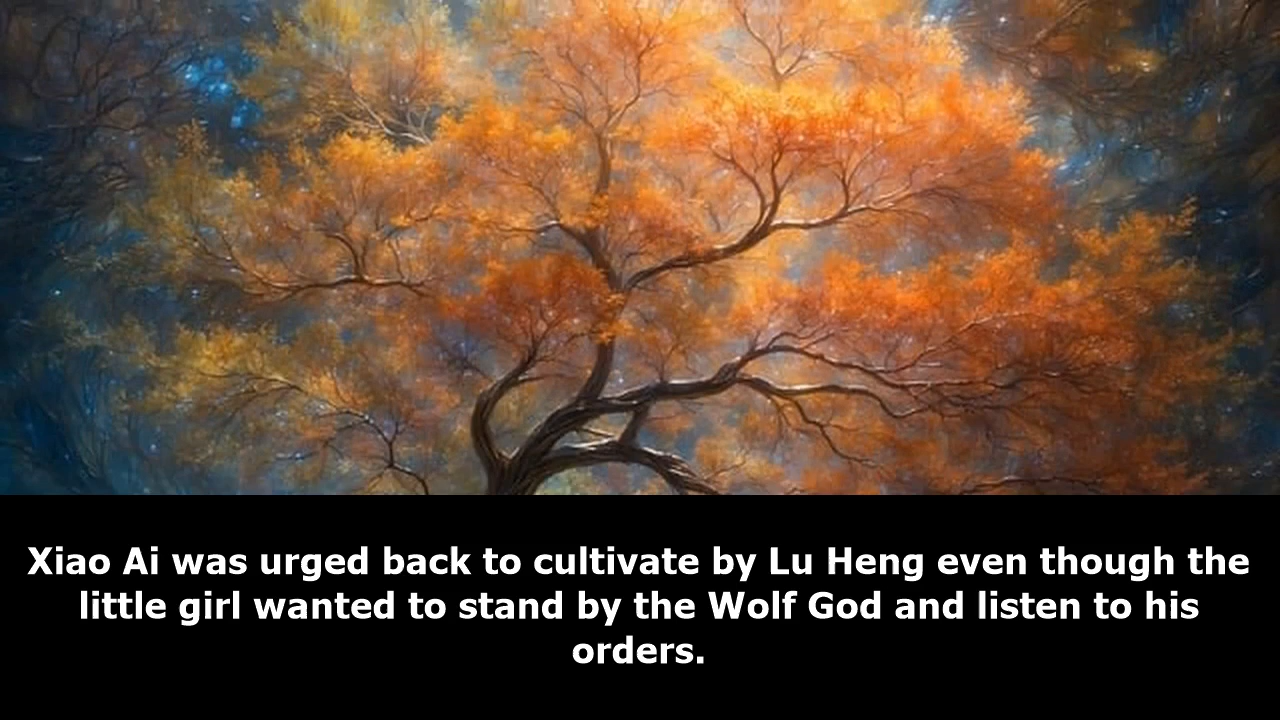 Xiao Ai was urged back to cultivate by Lu Heng even though the
little girl wanted to stand by the Wolf God and listen to his
orders.